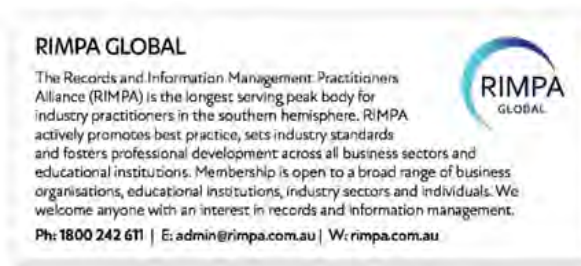 RIMPA GLOBAL
The Records and Information Management Practitioners
Alliance (RIMPA) is the longest serving peak body for
industry practitioners in the southern hemisphere. RIMPA
actively promotes best practice, sets industry standards
and fosters professional development across all business sectors and
educational institutions. Membership is open to a broad range of business
organisations, educational institutions, industry sectors and individuals. We
welcome anyone with an interest in records and information management.
Ph: 1800 242 611 | E: admin@rimpa.com.au | W: rimpa.com.au
RIMPA
GLOBAL